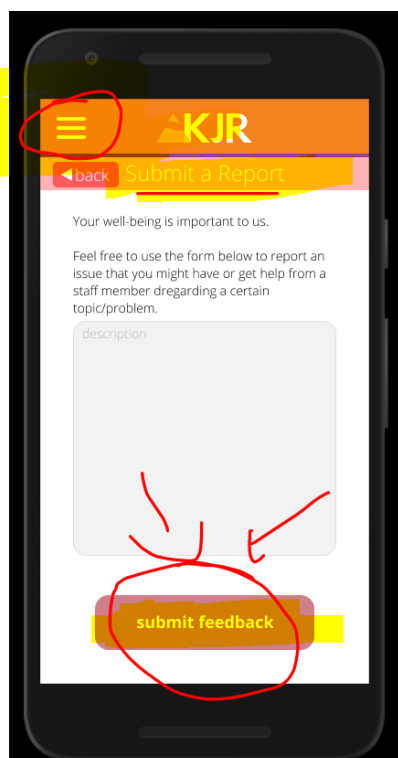 KJR
back Submit a Report
Your well-being is important to us.
Feel free to use the form below to report an
issue that you might have or get help from a
staff member dregarding a certain
topic/problem.
description
submit feedback